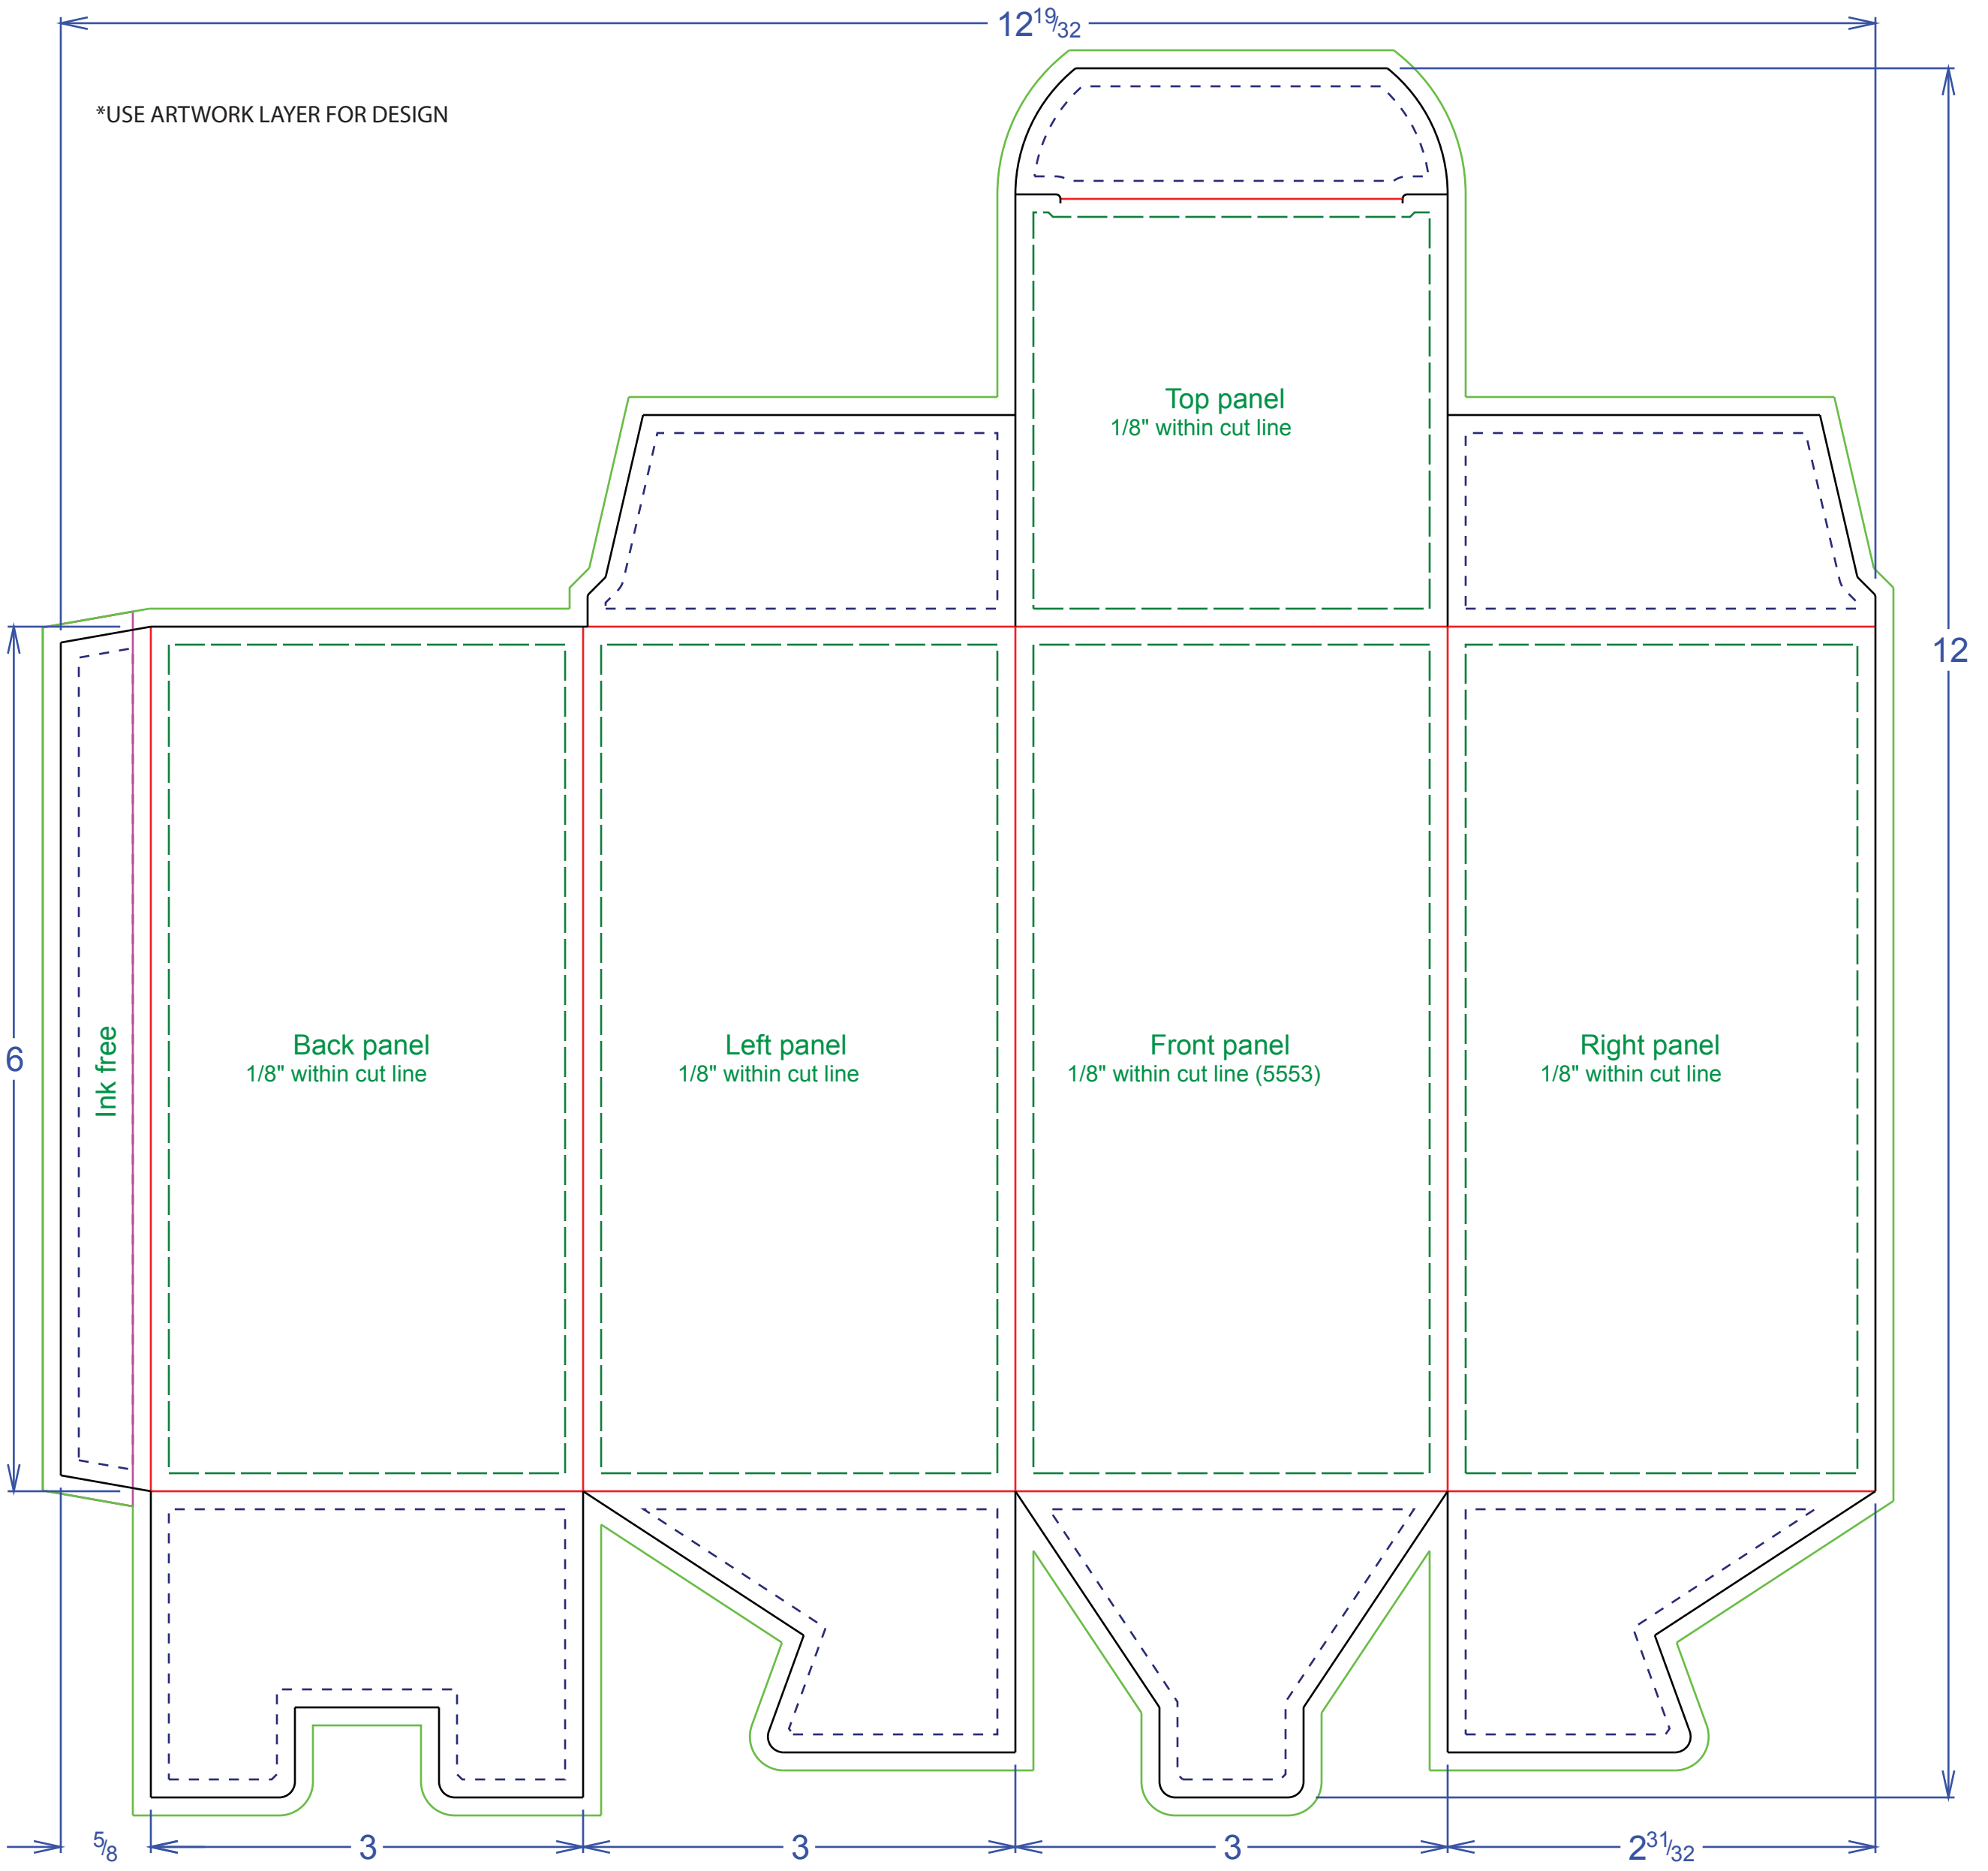 12 19/32
*USE ARTWORK LAYER FOR DESIGN
Top panel
1/8" within cut line
12
6
Ink free
Back panel
1/8" within cut line
Left panel
1/8" within cut line
Front panel
1/8" within cut line (5553)
Right panel
1/8" within cut line
5/8
3
3
3
2 31/32